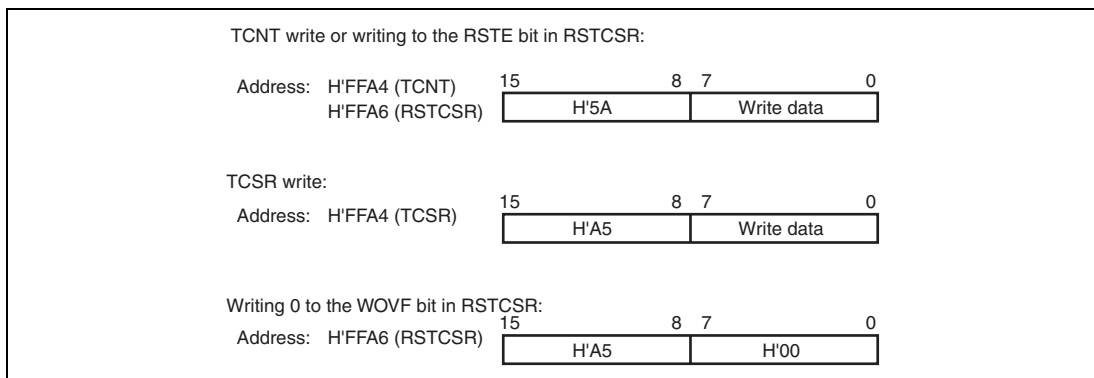 TCNT write or writing to the RSTE bit in RSTCSR:
15 8 7 0
Address: H'FFA4 (TCNT)
H'FFA6 (RSTCSR) H'5A Write data
TCSR write:
15 8 7 0
Address: H'FFA4 (TCSR)
H'A5 Write data
Writing 0 to the WOVF bit in RSTCSR:
15 8 7 0
Address: H'FFA6 (RSTCSR)
H'A5 H'00